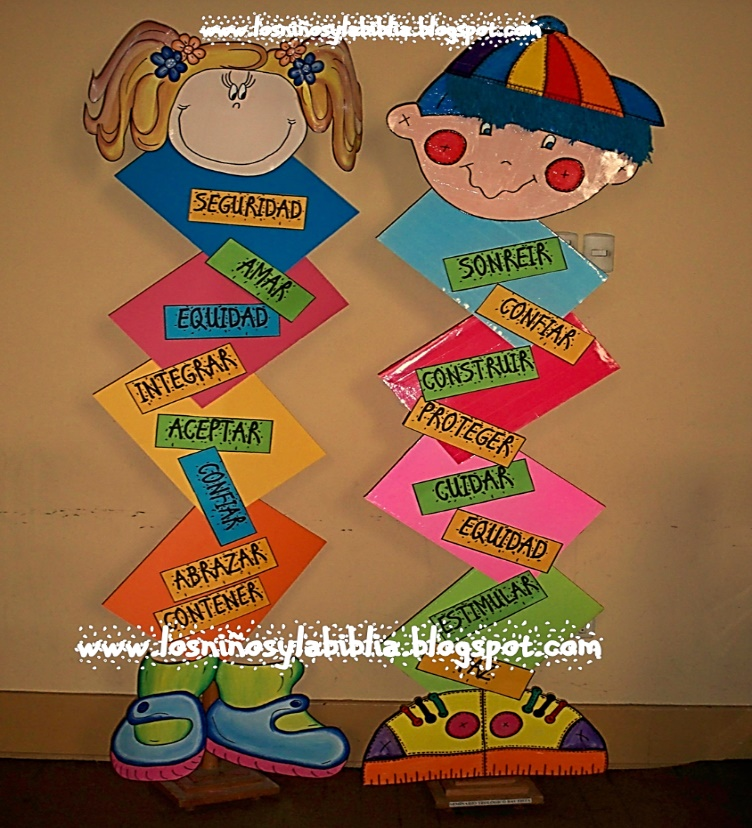 www.losniñosylabiblia.blogspot.com
SEGURIDAD
AMAR
EQUIDAD
INTEGRAR
ACEPTAR
CONFIAR
ABRAZAR
CONTENER
SONREIR
CONFIAR
CONSTRUIR
PROTEGER
CUIDAR
EQUIDAD
ESTIMULAR
www.losniñosylabiblia.blogspot.com